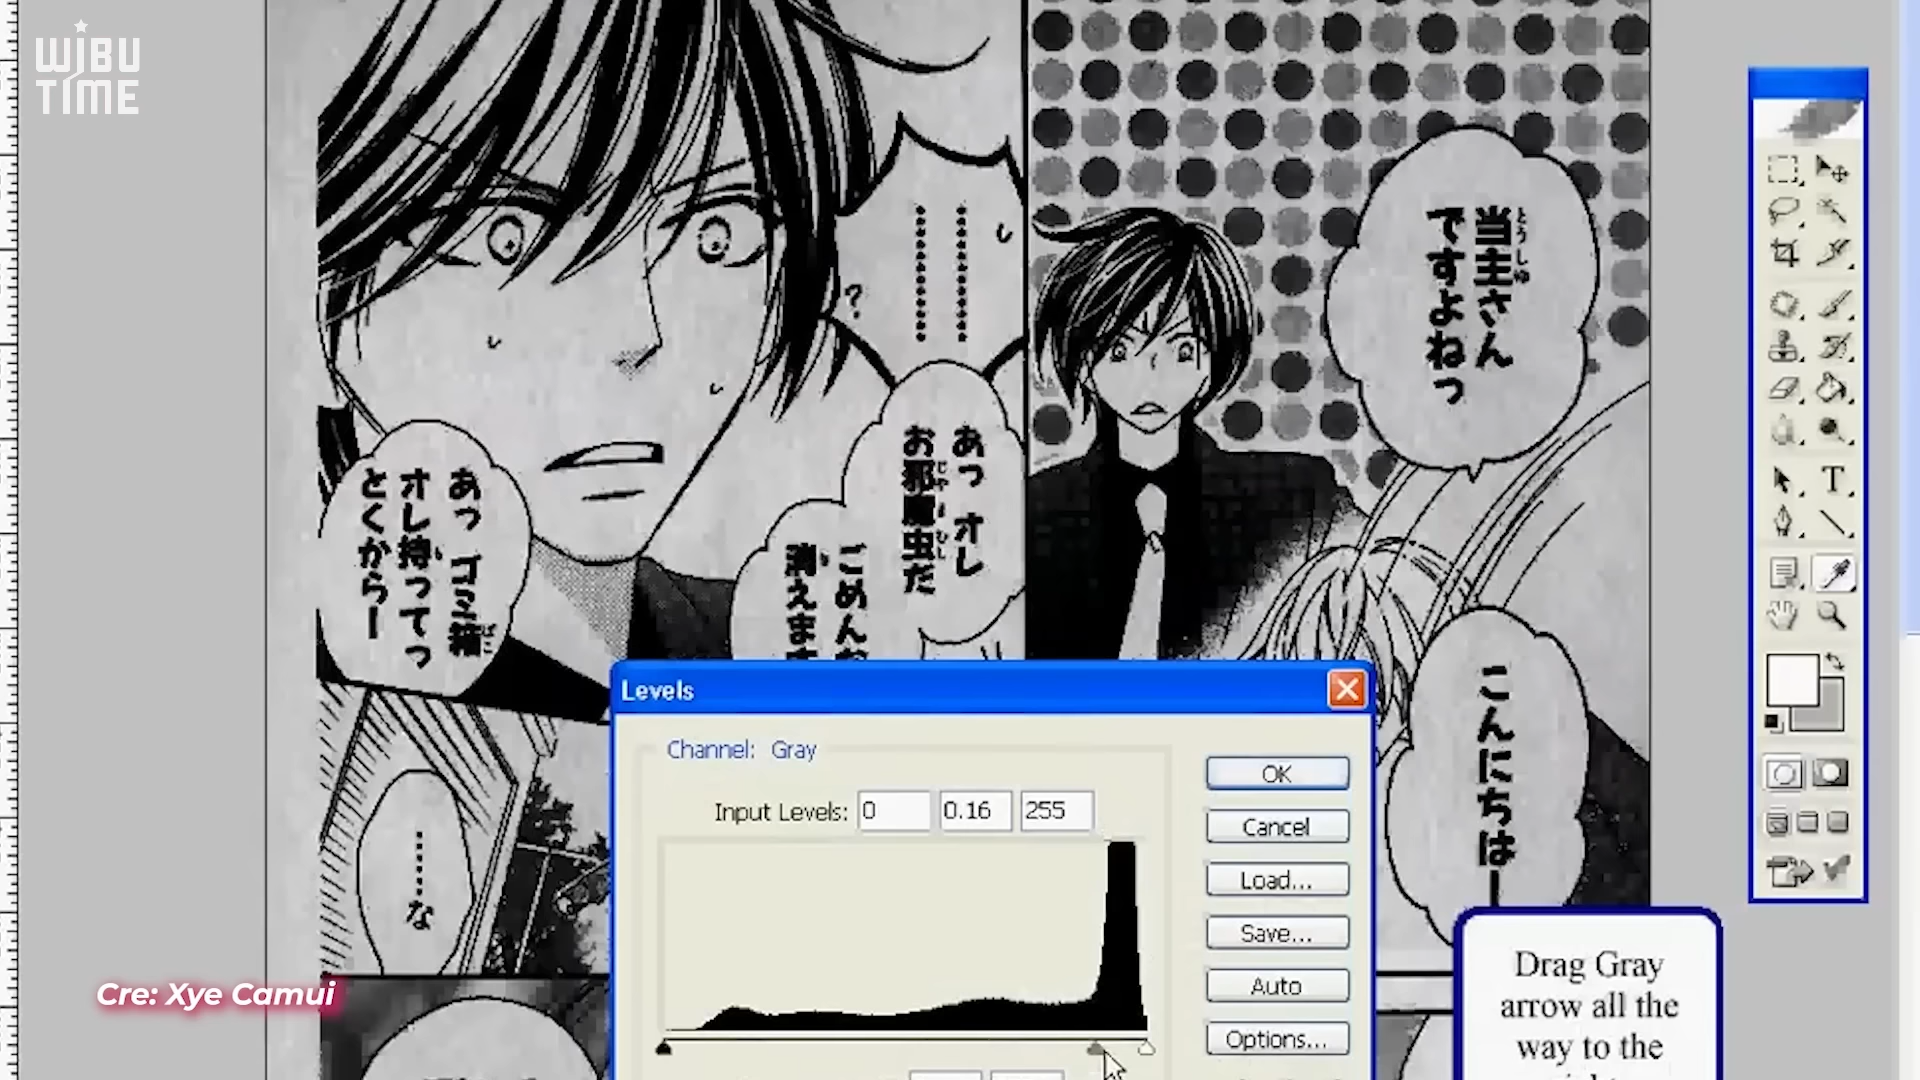 WiBU
TIME
当主さん
ですよねっ
あっ オレ
お邪魔虫だ
あっ ゴミ箱
オレ持ってっ
とくからー
ごめんな
消えます
こんにちはー
……な
Levels
Channel: Gray
Input Levels: 0 0.16 255
OK
Cancel
Load...
Save...
Auto
Options...
Cre: Xye Camui
Drag Gray
arrow all the
way to the